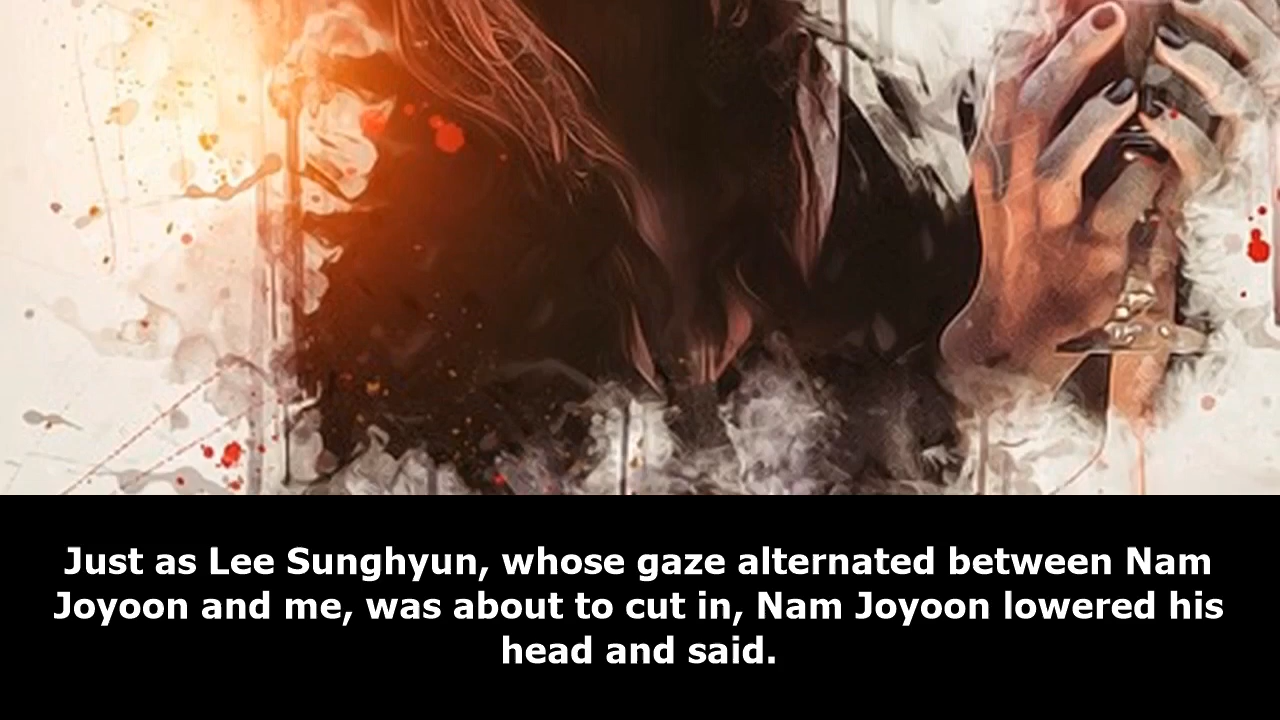 Just as Lee Sunghyun, whose gaze alternated between Nam
Joyoon and me, was about to cut in, Nam Joyoon lowered his
head and said.